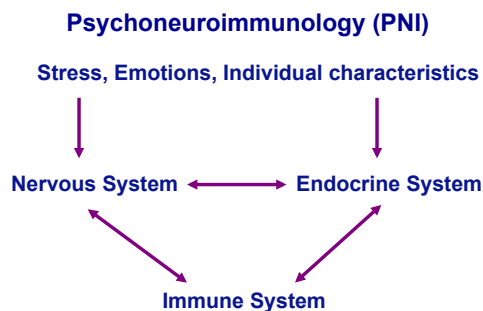 Psychoneuroimmunology (PNI)
Stress, Emotions, Individual characteristics
Nervous System
Endocrine System
Immune System